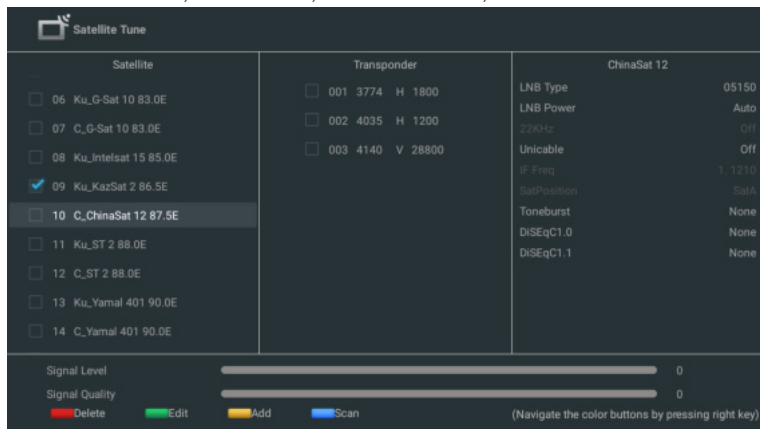 Satellite Tune
Satellite
06 Ku_G-Sat 10 83.0E
07 C_G-Sat 10 83.0E
08 Ku_Intelsat 15 85.0E
09 Ku_KazSat 2 86.5E
10 C_ChinaSat 12 87.5E
11 Ku_ST 2 88.0E
12 C_ST 2 88.0E
13 Ku_Yamal 401 90.0E
14 C_Yamal 401 90.0E
Transponder
001 3774 H 1800
002 4035 H 1200
003 4140 V 28800
ChinaSat 12
LNB Type 05150
LNB Power Auto
22KHz Off
Unicable Off
IF Freq 1. 1210
SatPosition SatA
Toneburst None
DiSEqC1.0 None
DiSEqC1.1 None
Signal Level 0
Signal Quality 0
Delete Edit Add Scan (Navigate the color buttons by pressing right key)